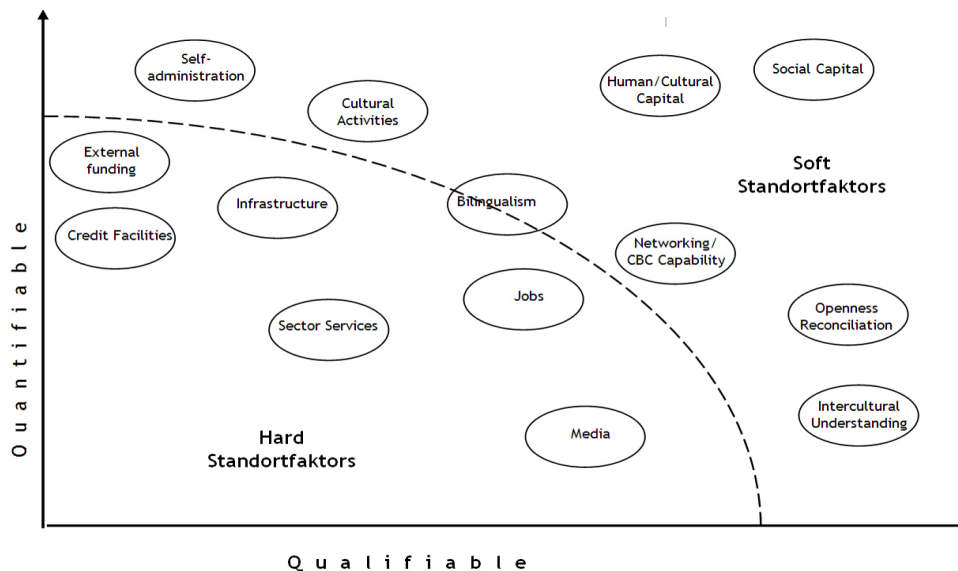 Self-
administration
Cultural
Activities
Human/Cultural
Capital
Social Capital
External
funding
Soft
Standortfaktors
Infrastructure
Bilingualism
Credit Facilities
Networking/
CBC Capability
Jobs
Openness
Reconciliation
Sector Services
Intercultural
Understanding
Media
Hard
Standortfaktors
Quantifiable
Qualifiable